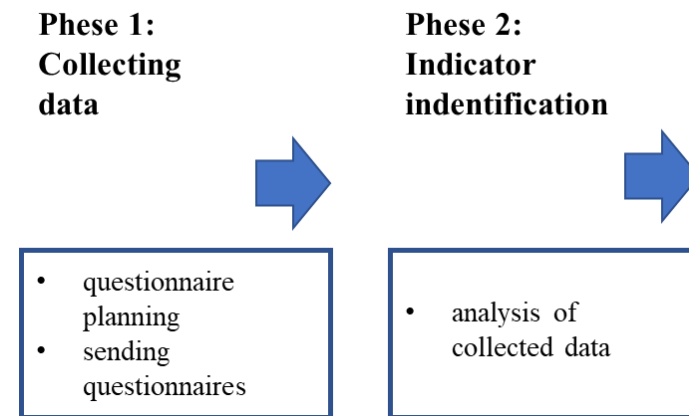 Phese 1:
Collecting
data
Phese 2:
Indicator
indentification
• questionnaire
planning
• sending
questionnaires
• analysis of
collected data